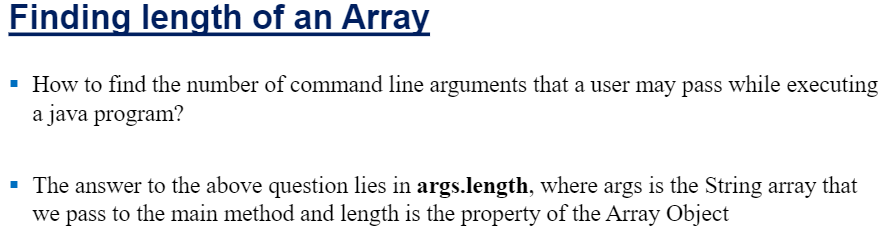 Finding length of an Array
▪ How to find the number of command line arguments that a user may pass while executing
a java program?
▪ The answer to the above question lies in args.length, where args is the String array that
we pass to the main method and length is the property of the Array Object